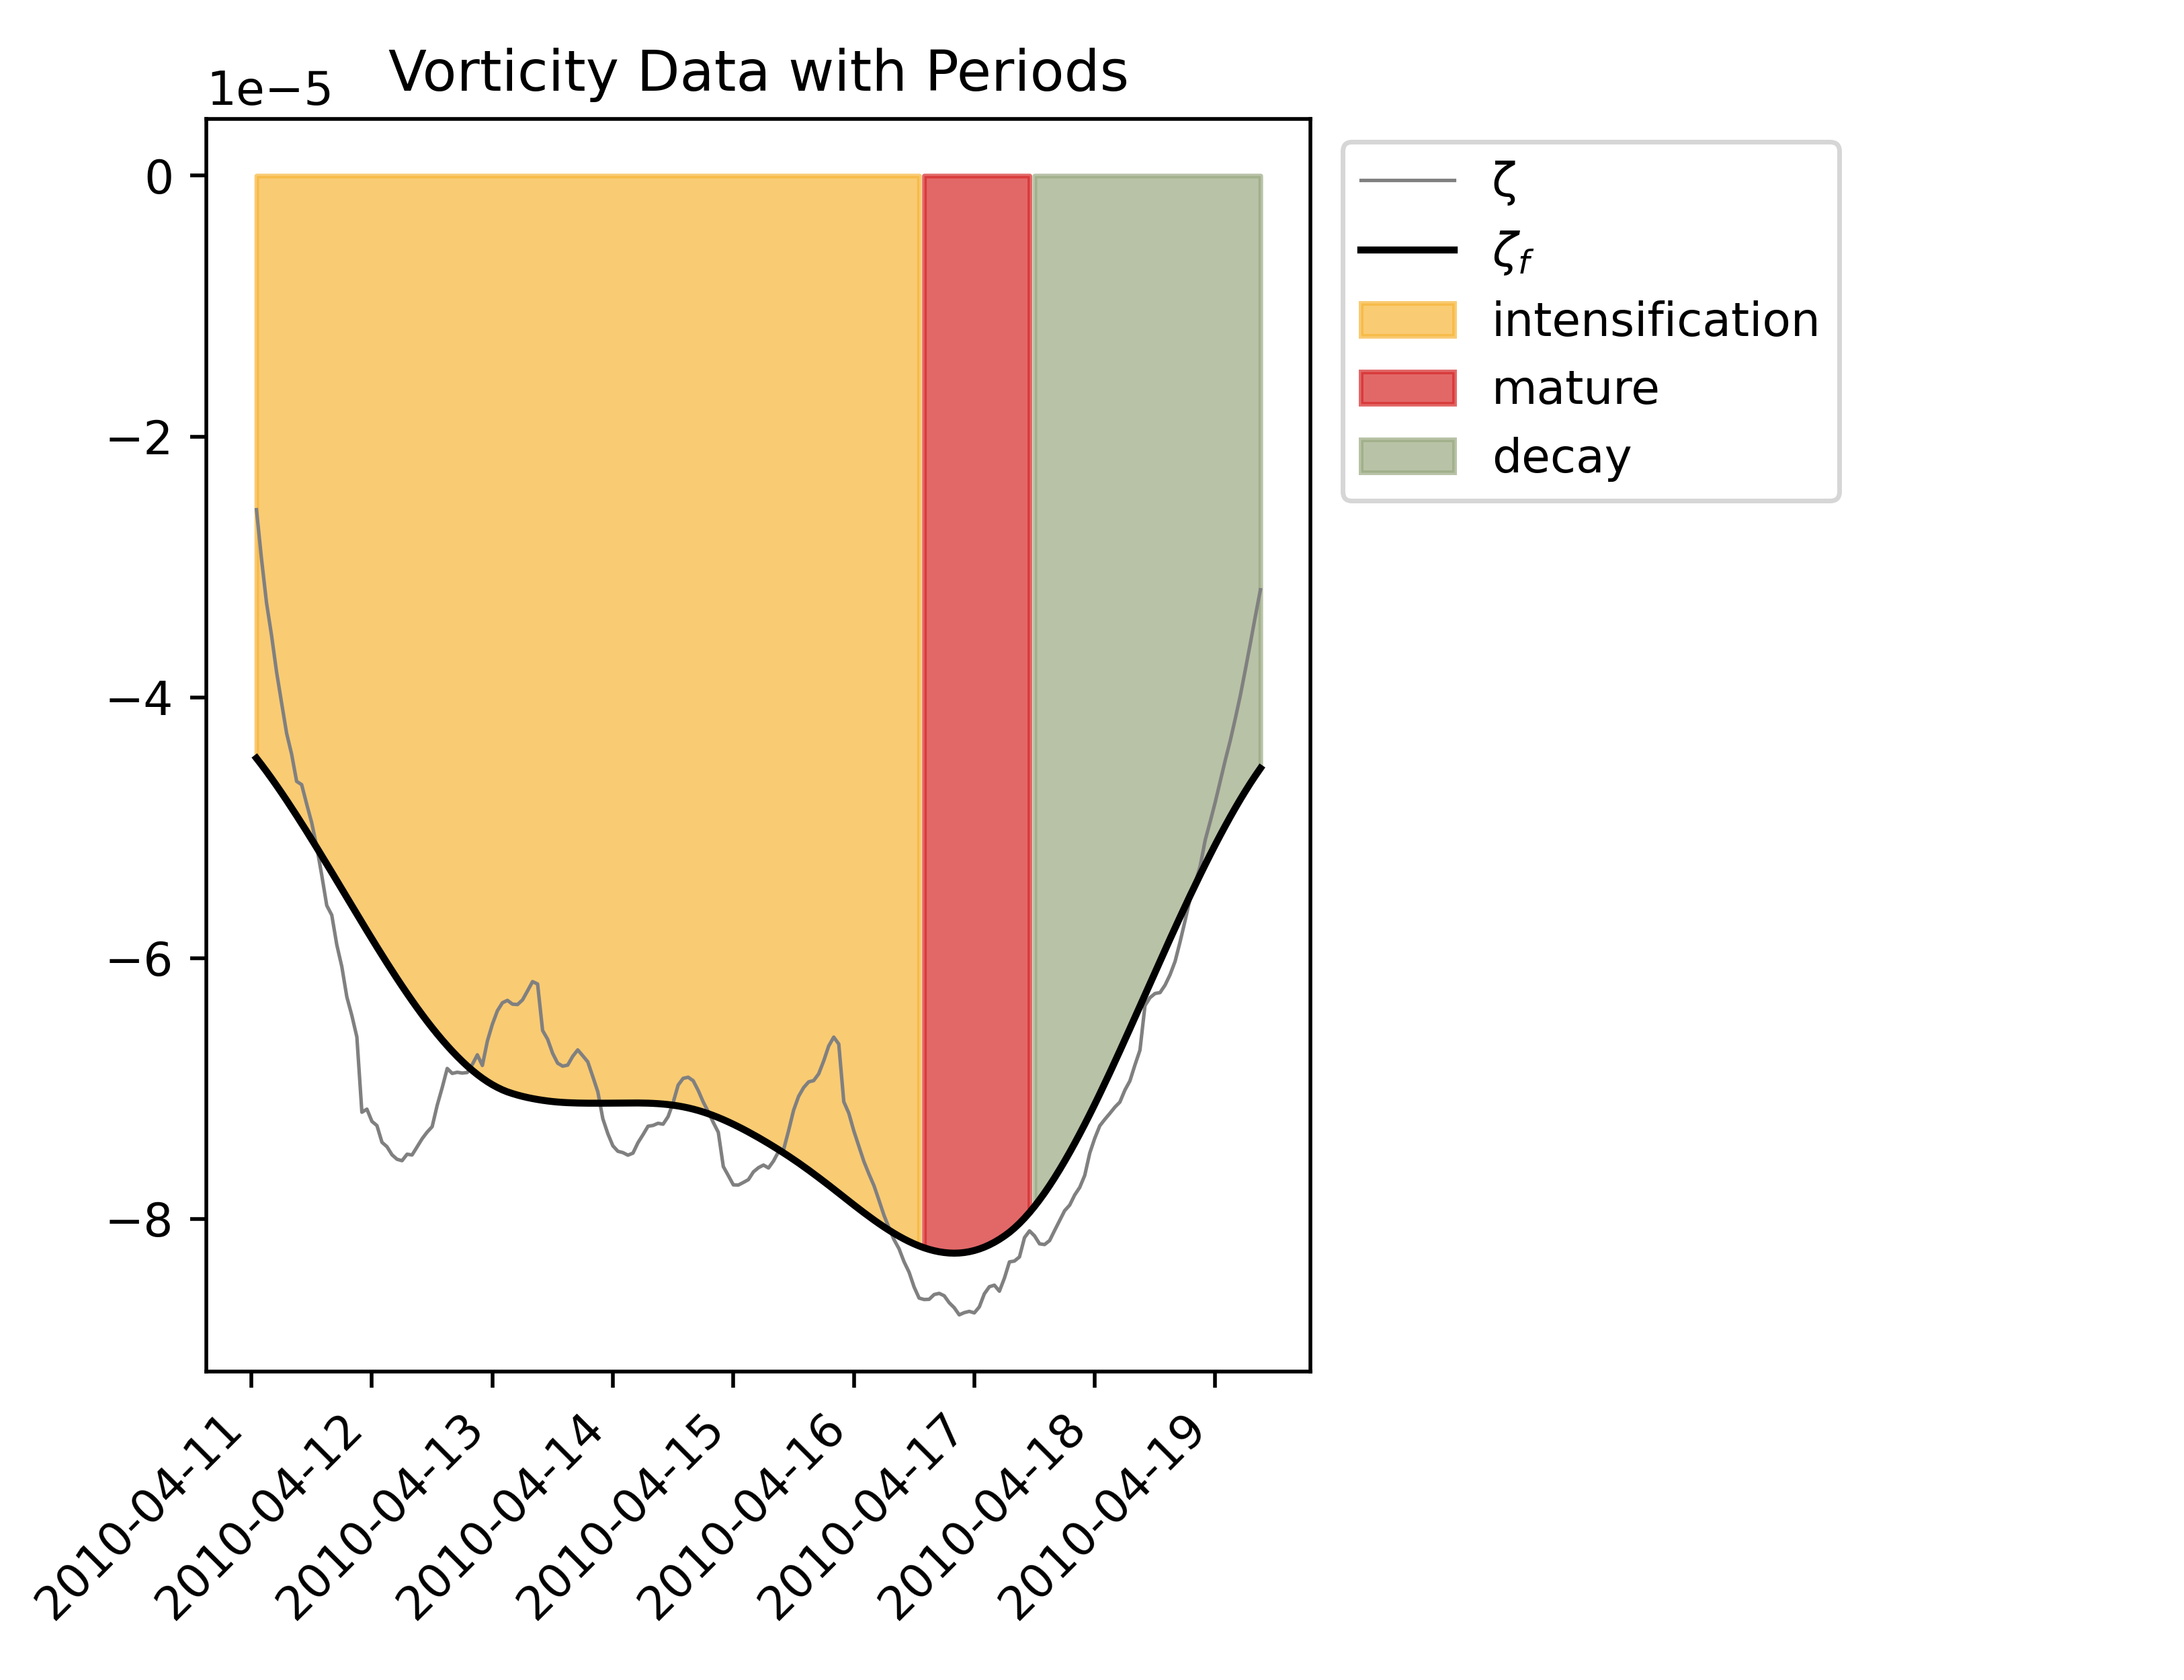 Vorticity Data with Periods
1e−5
0
−2
−4
−6
−8
2010-04-11
2010-04-12
2010-04-13
2010-04-14
2010-04-15
2010-04-16
2010-04-17
2010-04-18
2010-04-19
ζ
ζf
intensification
mature
decay